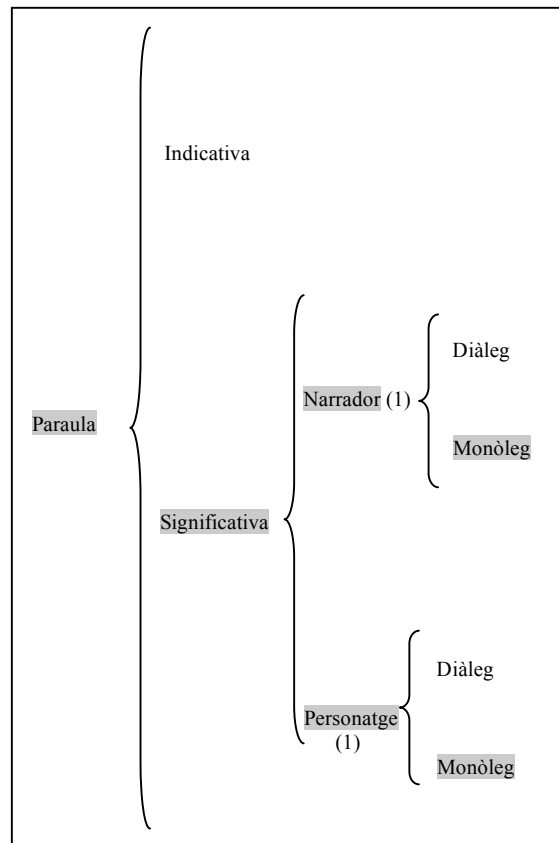 Indicativa
Diàleg
Narrador (1)
Paraula
Monòleg
Significativa
Diàleg
Personatge
(1)
Monòleg